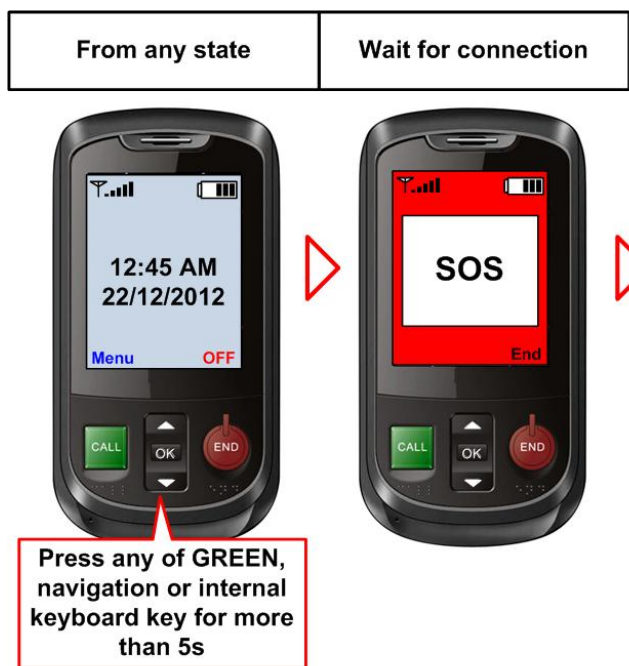 From any state
Wait for connection
12:45 AM
22/12/2012
Menu OFF
CALL
OK
END
SOS
End
CALL
OK
END
Press any of GREEN,
navigation or internal
keyboard key for more
than 5s